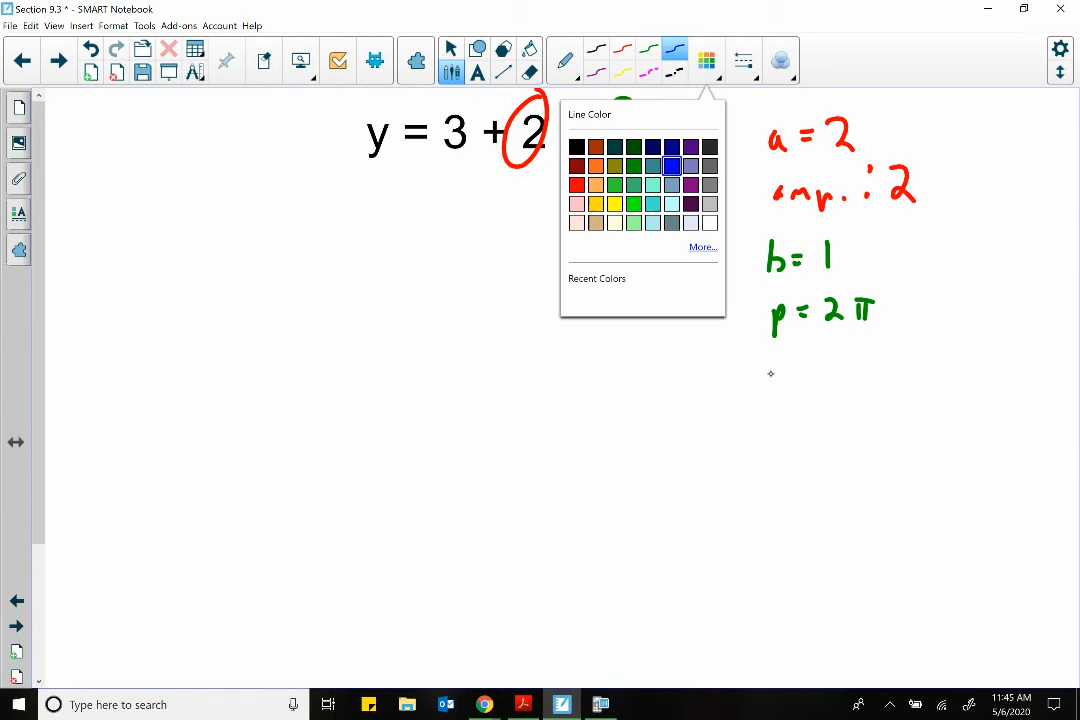 Section 9.3 * - SMART Notebook
File Edit View Insert Format Tools Add-ons Account Help
y = 3 + 2
Line Color
More...
Recent Colors
a = 2
amp. : 2
b = 1
p = 2π
Type here to search
11:45 AM
5/6/2020